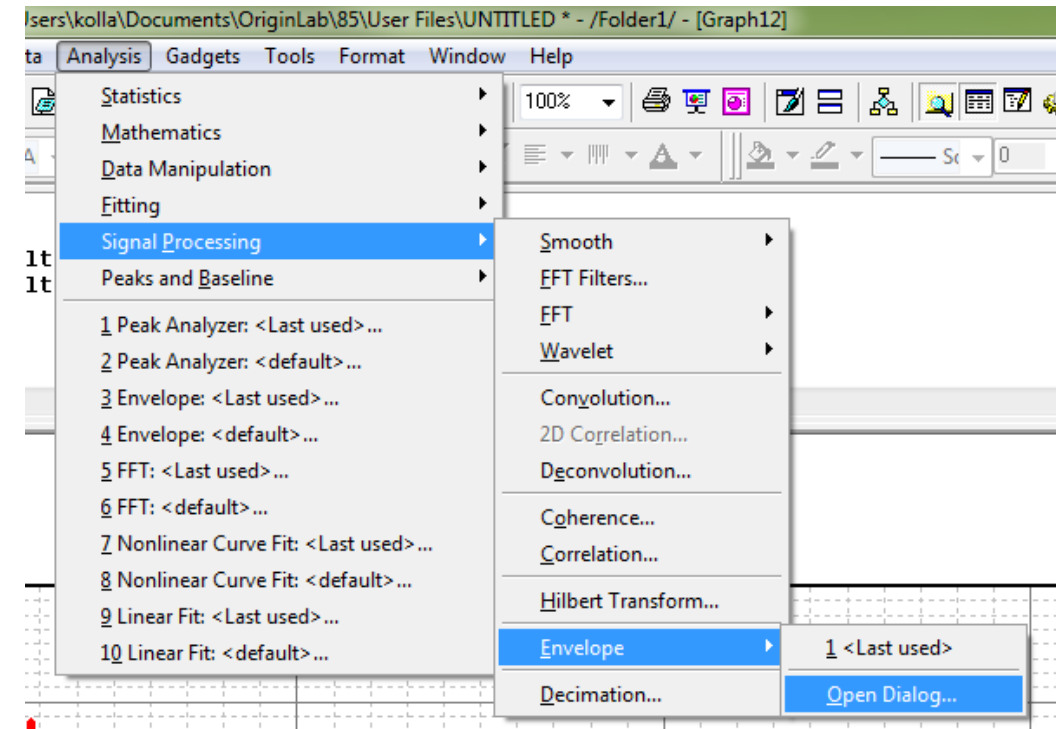 Users\kolla\Documents\OriginLab\85\User Files\UNTITLED * - /Folder1/ - [Graph12]
ta Analysis Gadgets Tools Format Window Help
100%
A Sc 0
Statistics
Mathematics
Data Manipulation
Fitting
Signal Processing
Peaks and Baseline
lt
lt
1 Peak Analyzer: <Last used>...
2 Peak Analyzer: <default>...
3 Envelope: <Last used>...
4 Envelope: <default>...
5 FFT: <Last used>...
6 FFT: <default>...
7 Nonlinear Curve Fit: <Last used>...
8 Nonlinear Curve Fit: <default>...
9 Linear Fit: <Last used>...
10 Linear Fit: <default>...
Smooth
FFT Filters...
FFT
Wavelet
Convolution...
2D Correlation...
Deconvolution...
Coherence...
Correlation...
Hilbert Transform...
Envelope
Decimation...
1 <Last used>
Open Dialog...